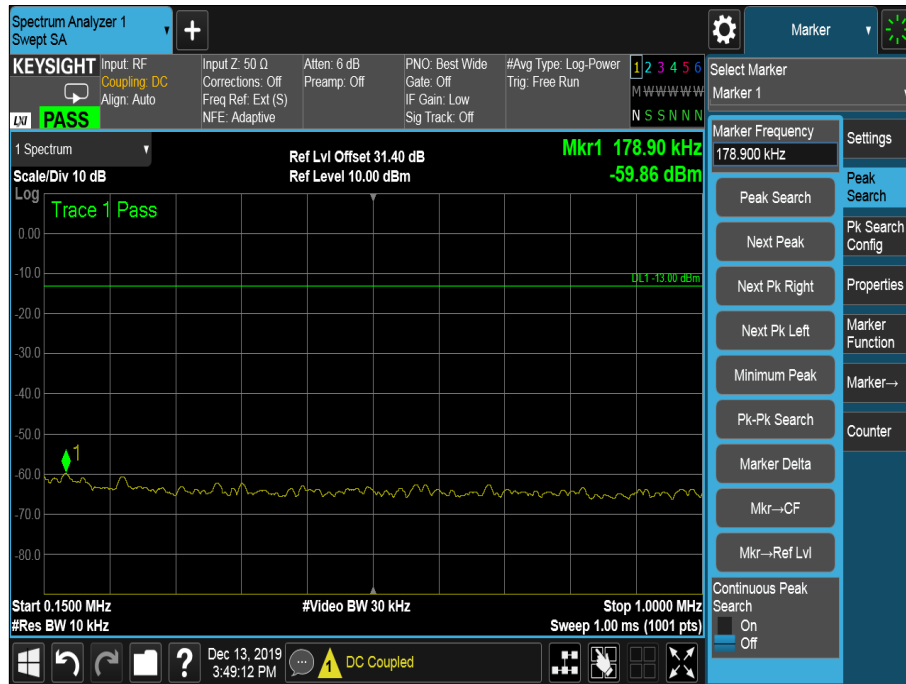 Spectrum Analyzer 1
Swept SA
Marker
KEYSIGHT
Input: RF
Coupling: DC
Align: Auto
Input Z: 50 Ω
Corrections: Off
Freq Ref: Ext (S)
NFE: Adaptive
Atten: 6 dB
Preamp: Off
PNO: Best Wide
Gate: Off
IF Gain: Low
Sig Track: Off
#Avg Type: Log-Power
Trig: Free Run
1 2 3 4 5 6
M W W W W W
N S S N N N
LXI PASS
Select Marker
Marker 1
1 Spectrum
Scale/Div 10 dB
Ref Lvl Offset 31.40 dB
Ref Level 10.00 dBm
Mkr1 178.90 kHz
-59.86 dBm
Log
Trace 1 Pass
0.00
-10.0
DL1 -13.00 dBm
-20.0
-30.0
-40.0
-50.0
1
-60.0
-70.0
-80.0
Start 0.1500 MHz
#Res BW 10 kHz
#Video BW 30 kHz
Stop 1.0000 MHz
Sweep 1.00 ms (1001 pts)
Marker Frequency
178.900 kHz
Peak Search
Next Peak
Next Pk Right
Next Pk Left
Minimum Peak
Pk-Pk Search
Marker Delta
Mkr→CF
Mkr→Ref Lvl
Continuous Peak
Search
On
Off
Settings
Peak
Search
Pk Search
Config
Properties
Marker
Function
Marker→
Counter
?
Dec 13, 2019
3:49:12 PM
1
DC Coupled